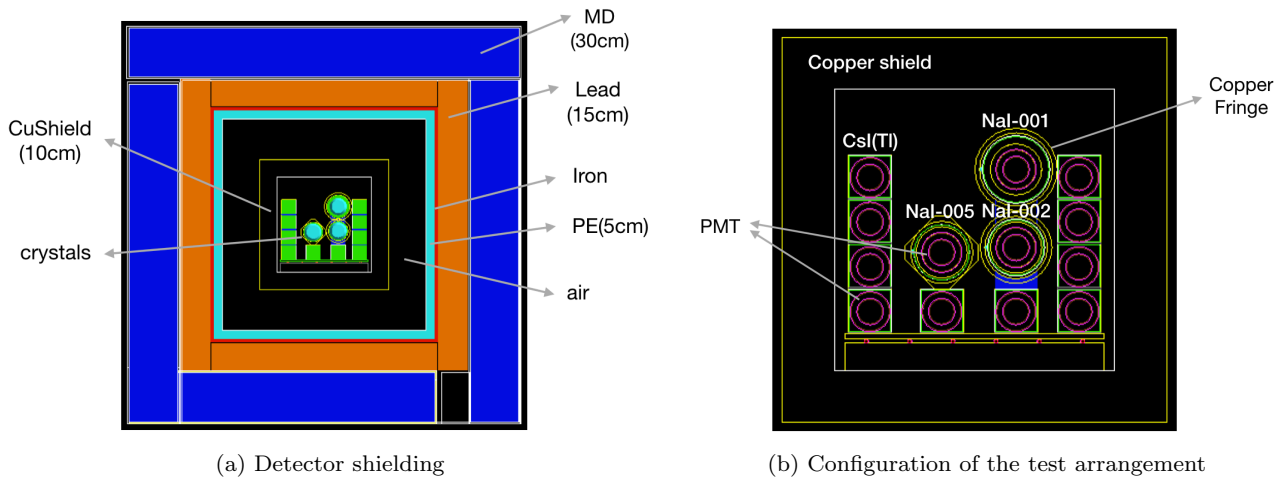 MD
(30cm)
Lead
(15cm)
CuShield
(10cm)
Iron
PE(5cm)
crystals
air
(a) Detector shielding
Copper shield
Copper
Fringe
NaI-001
CsI(Tl)
NaI-005
NaI-002
PMT
(b) Configuration of the test arrangement